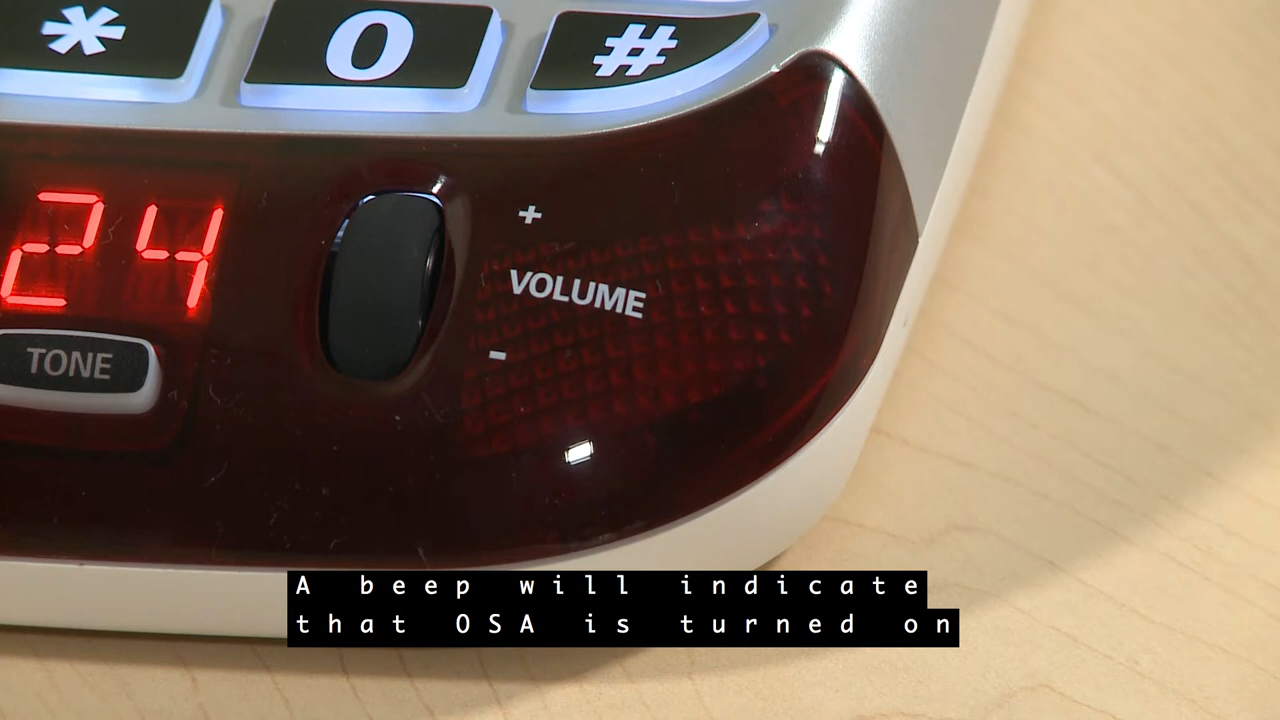 * 0 #
24
+
VOLUME
-
TONE
A beep will indicate
that OSA is turned on